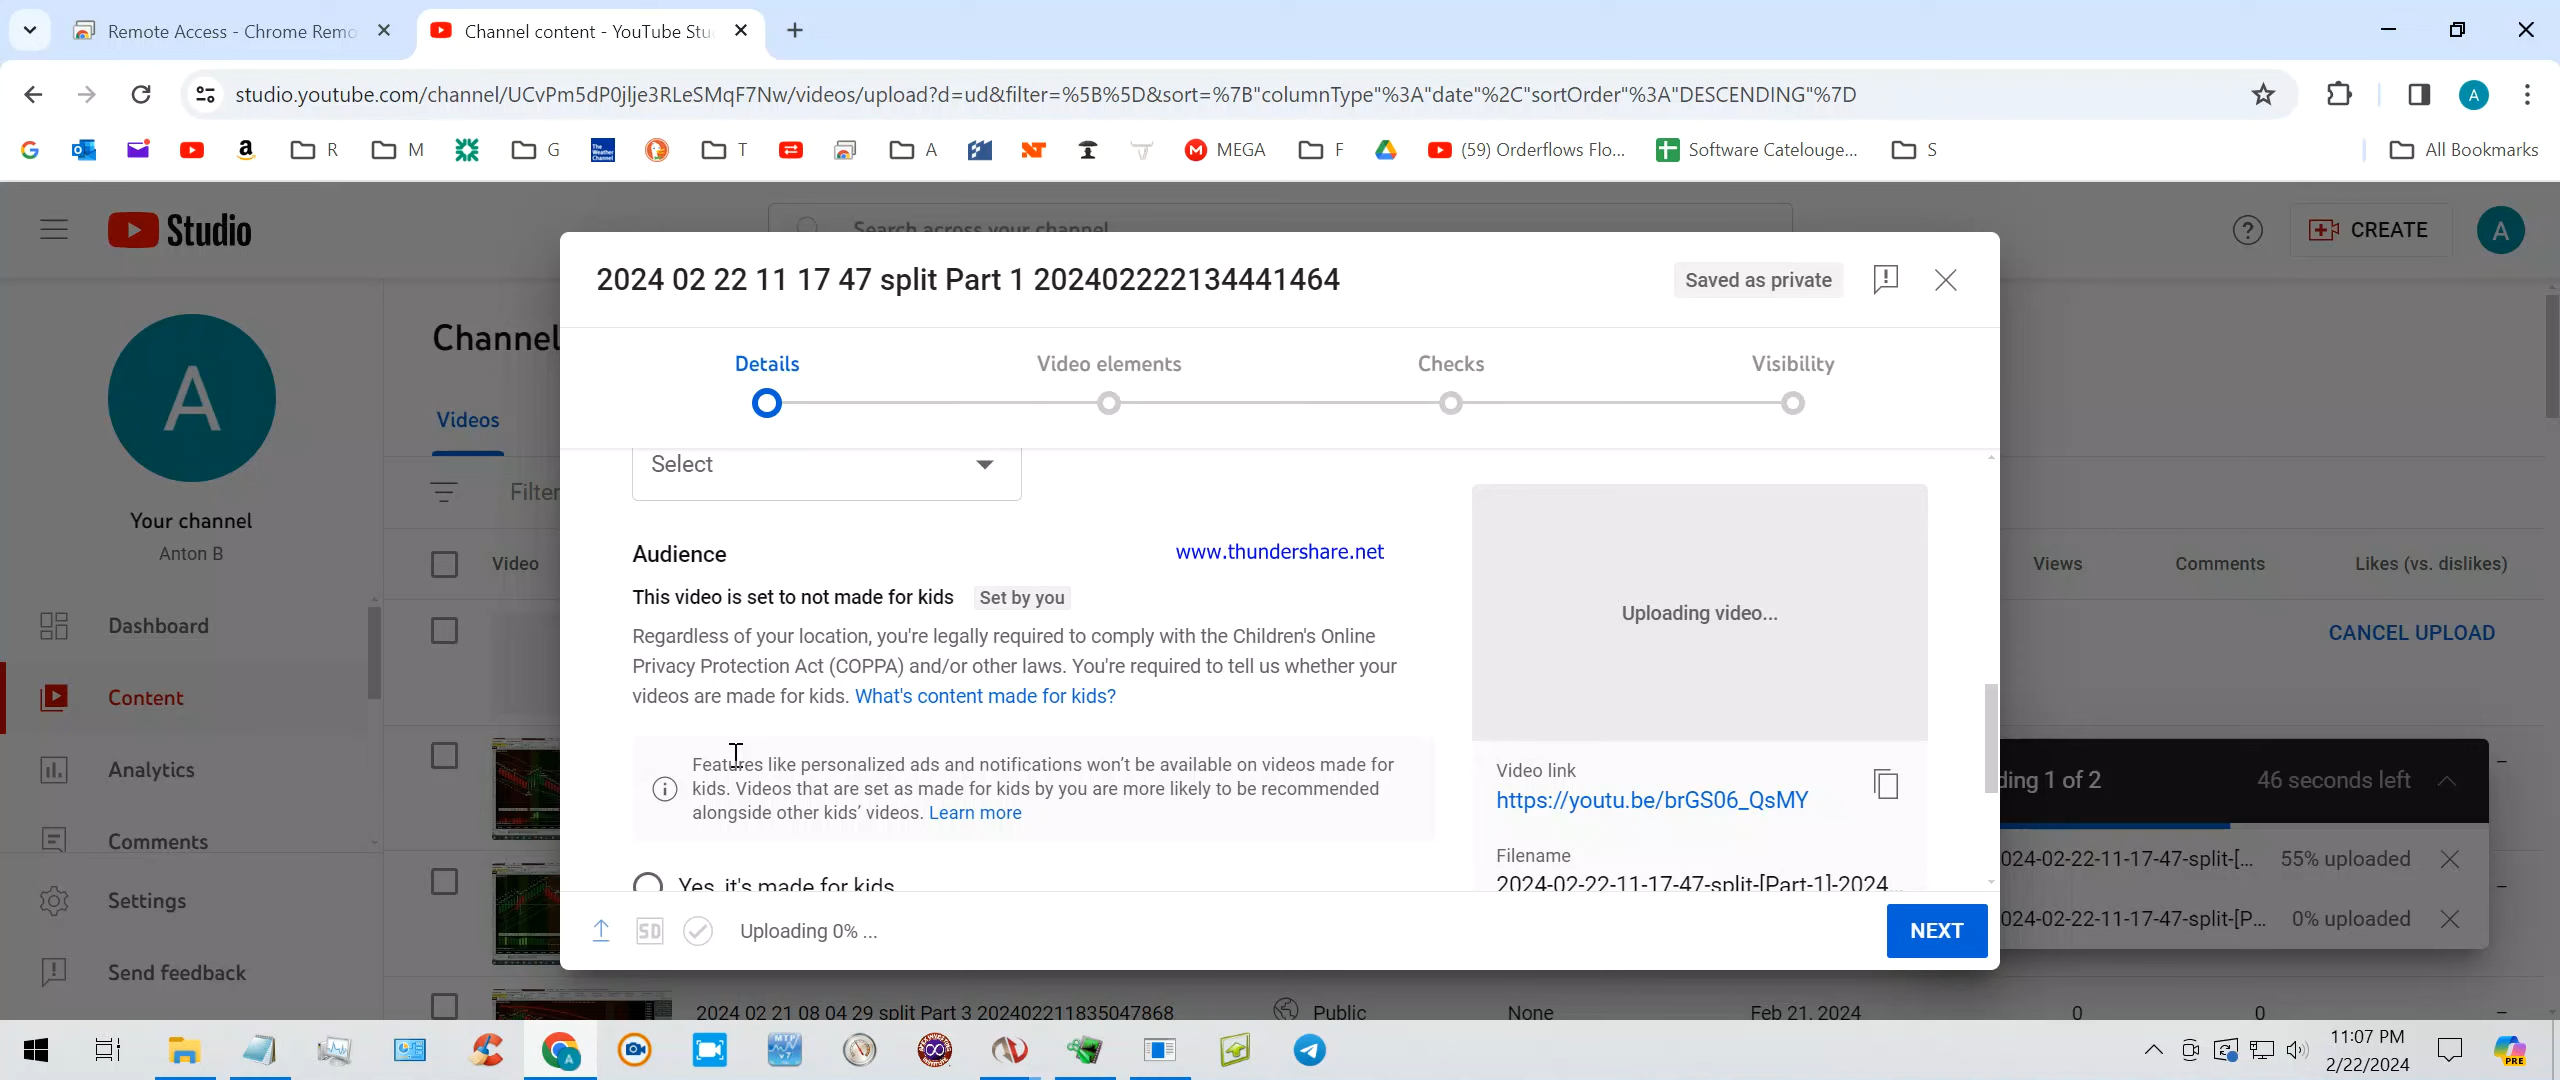 Remote Access - Chrome Remo
Channel content - YouTube Stu
studio.youtube.com/channel/UCvPm5dP0jlJe3RLeSMqF7Nw/videos/upload?d=ud&filter=%5B%5D&sort=%7B"columnType"%3A"date"%2C"sortOrder"%3A"DESCENDING"%7D
A
G R M G T A MEGA F (59) Orderflows Flo... Software Catelouge... S All Bookmarks
Studio
Search across your channel
CREATE
A
2024 02 22 11 17 47 split Part 1 202402222134441464
Saved as private
Details
Video elements
Checks
Visibility
A
Your channel
Anton B
Dashboard
Content
Analytics
Comments
Settings
Send feedback
Channel
Videos
Filter
Video
Views
Comments
Likes (vs. dislikes)
CANCEL UPLOAD
Select
Audience
www.thundershare.net
This video is set to not made for kids
Set by you
Regardless of your location, you're legally required to comply with the Children's Online
Privacy Protection Act (COPPA) and/or other laws. You're required to tell us whether your
videos are made for kids. What's content made for kids?
Features like personalized ads and notifications won't be available on videos made for
kids. Videos that are set as made for kids by you are more likely to be recommended
alongside other kids' videos. Learn more
Yes, it's made for kids
Uploading video...
Video link
https://youtu.be/brGS06_QsMY
Filename
2024-02-22-11-17-47-split-[Part-1]-2024...
SD
Uploading 0% ...
NEXT
ding 1 of 2
46 seconds left
024-02-22-11-17-47-split-[...
55% uploaded
024-02-22-11-17-47-split-[P...
0% uploaded
2024 02 21 08 04 29 split Part 3 202402211835047868
Public
None
Feb 21, 2024
0
0
11:07 PM
2/22/2024
PRE